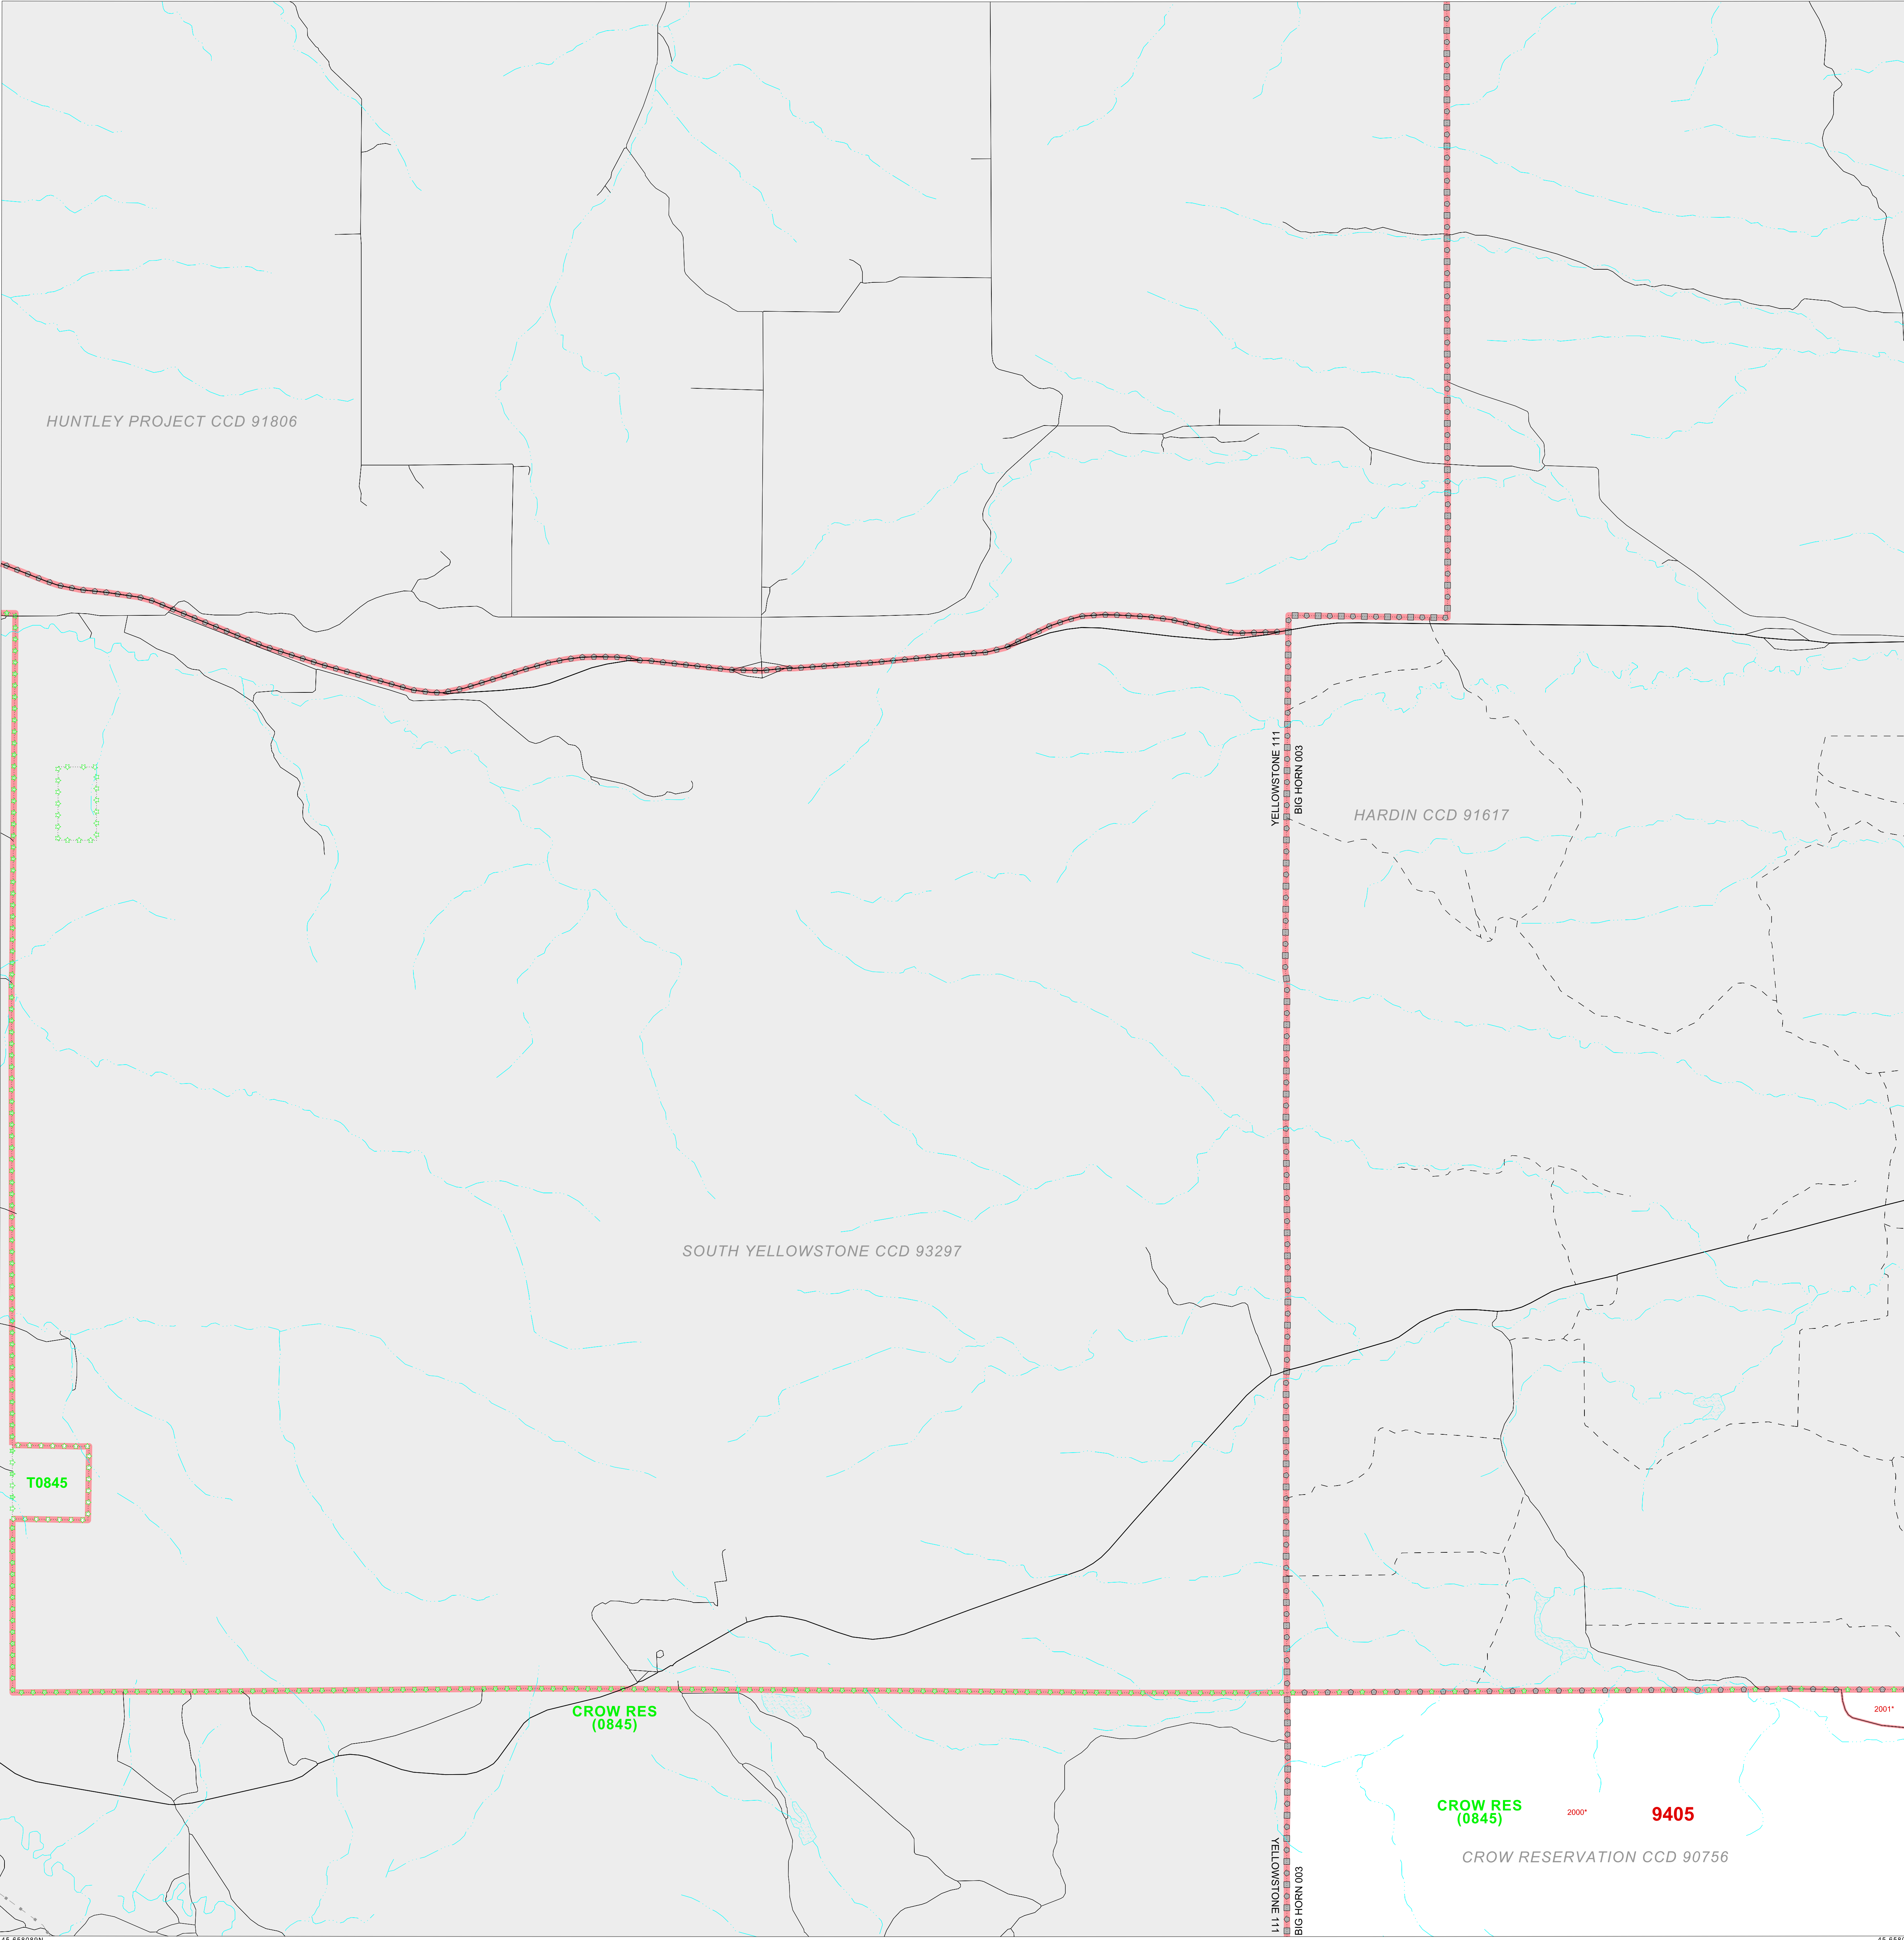 HUNTLEY PROJECT CCD 91806
YELLOWSTONE 111
BIG HORN 003
HARDIN CCD 91617
SOUTH YELLOWSTONE CCD 93297
T0845
CROW RES
(0845)
2001*
CROW RES
(0845)
2000*
9405
CROW RESERVATION CCD 90756
YELLOWSTONE 111
BIG HORN 003